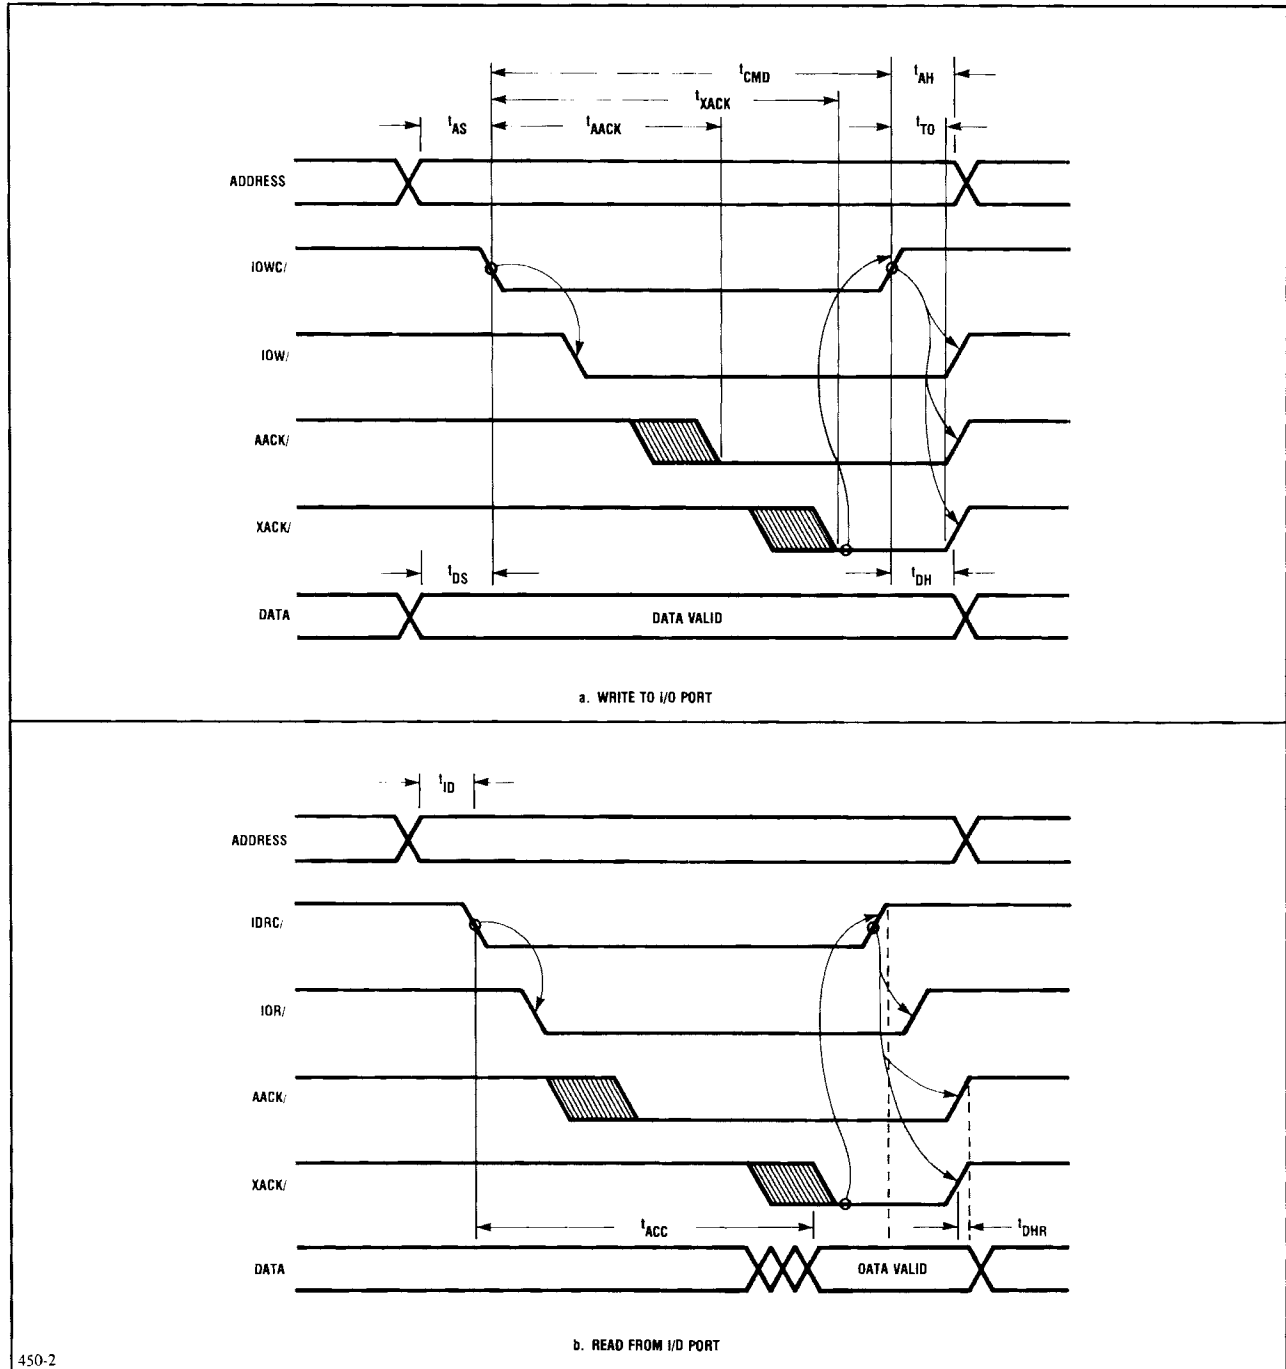 tCMD
tAH
tXACK
tAS
tAACK
tTO
ADDRESS
IOWC/
IOW/
AACK/
XACK/
tDS
tDH
DATA
DATA VALID
a. WRITE TO I/O PORT
tID
ADDRESS
IDRC/
IOR/
AACK/
XACK/
tACC
tDHR
DATA
DATA VALID
b. READ FROM I/D PORT
450-2